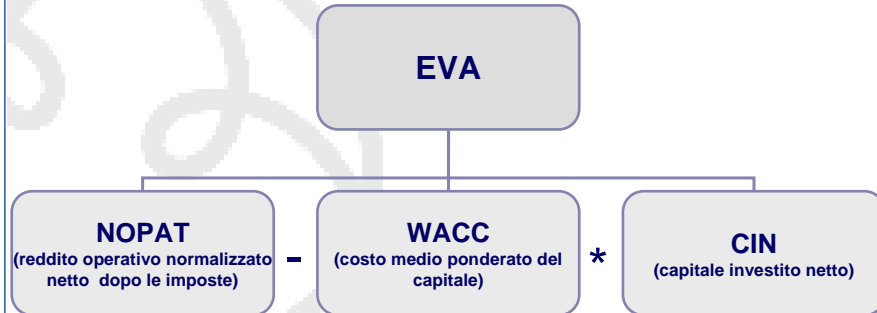 EVA
NOPAT
(reddito operativo normalizzato
netto dopo le imposte)
-
WACC
(costo medio ponderato del
capitale)
*
CIN
(capitale investito netto)